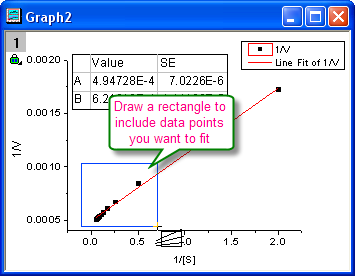 Graph2
1
1/V
Line Fit of 1/V
Value SE
A 4.94728E-4 7.0226E-6
B
Draw a rectangle to
include data points
you want to fit
0.0020
0.0015
0.0010
0.0005
1/V
0.0 0.5 1.0 1.5 2.0
1/[S]